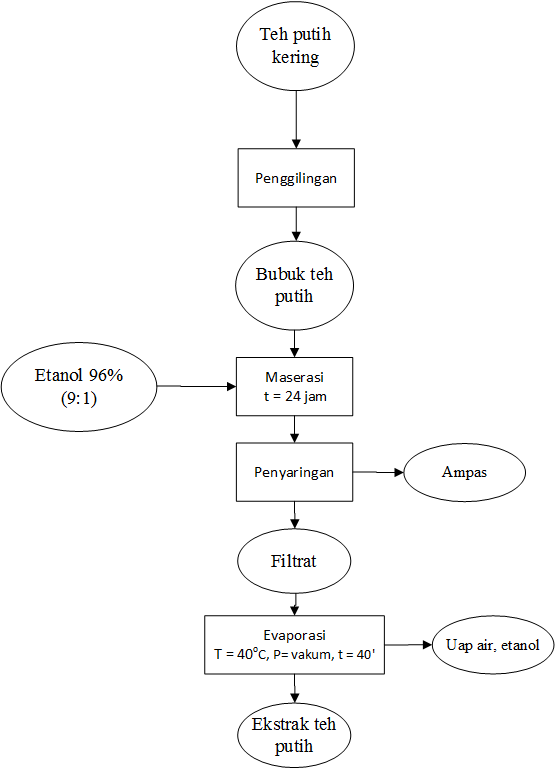 Teh putih
kering
Penggilingan
Bubuk teh
putih
Etanol 96%
(9:1)
Maserasi
t = 24 jam
Penyaringan
Ampas
Filtrat
Evaporasi
T = 40⁰C, P= vakum, t = 40'
Uap air, etanol
Ekstrak teh
putih